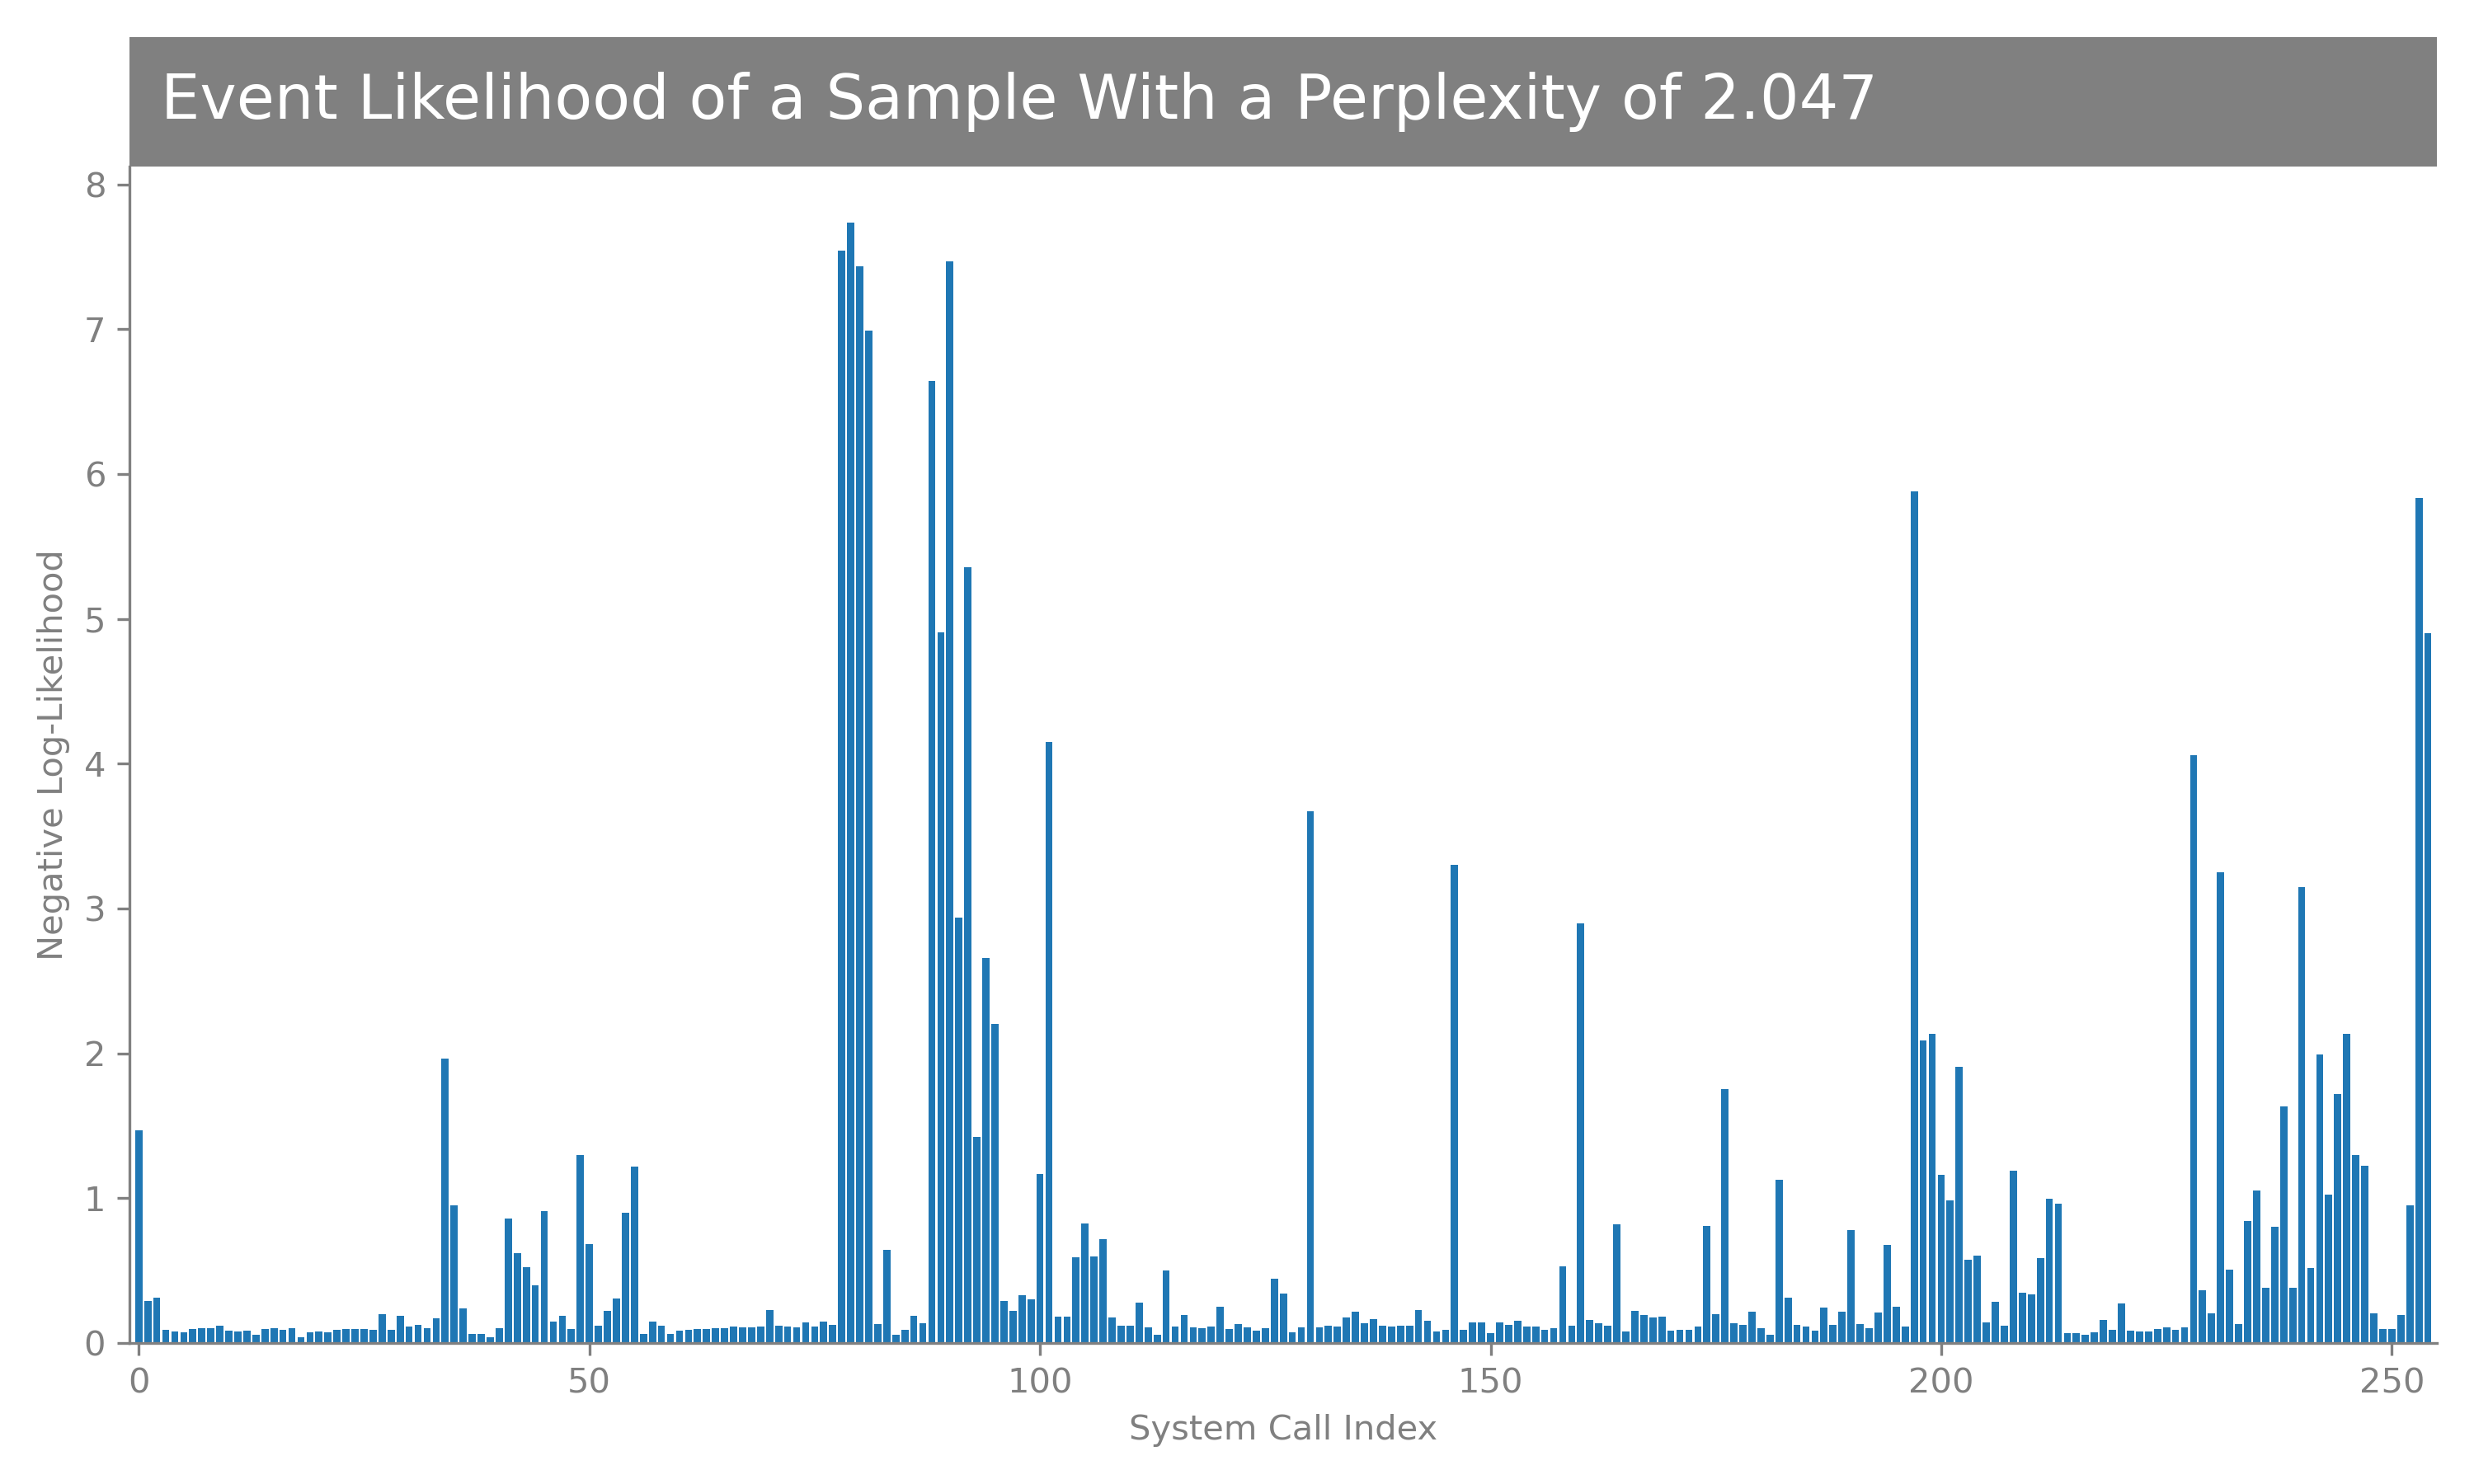 Event Likelihood of a Sample With a Perplexity of 2.047
8
7
6
5
4
3
2
1
0
Negative Log-Likelihood
0 50 100 150 200 250
System Call Index